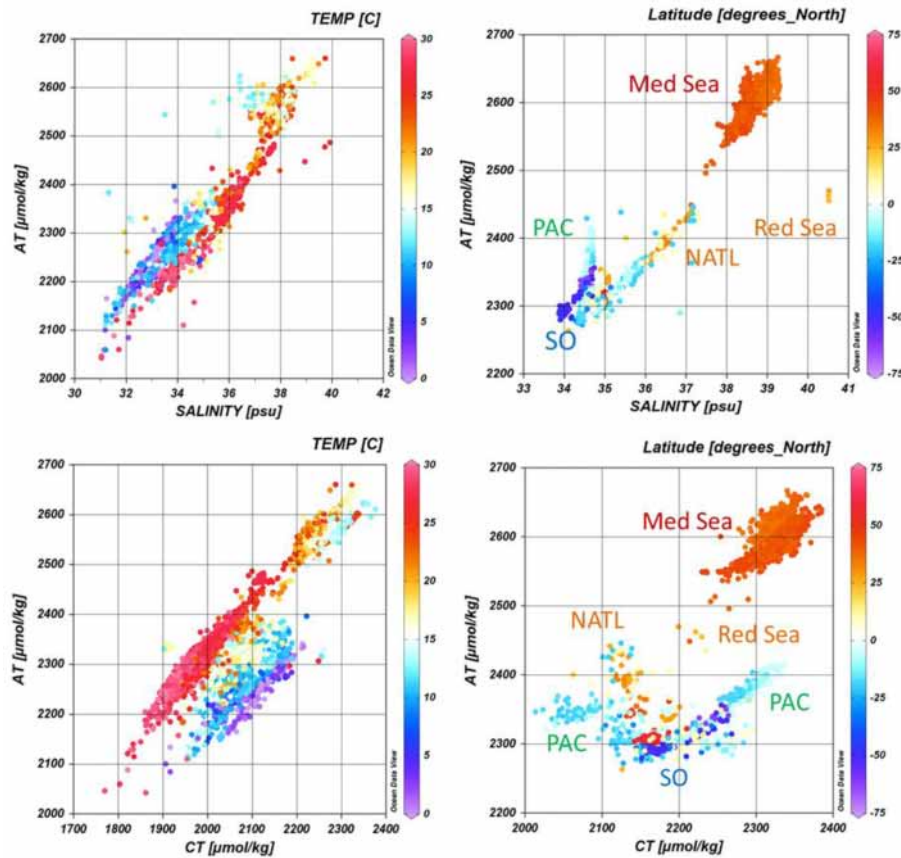 TEMP [C]
2700
2600
2500
2400
2300
2200
2100
2000
AT [µmol/kg]
30 32 34 36 38 40 42
SALINITY [psu]
30
25
20
15
10
5
0
Ocean Data View
Latitude [degrees_North]
2700
2600
2500
2400
2300
2200
AT [µmol/kg]
Med Sea
PAC
Red Sea
NATL
SO
33 34 35 36 37 38 39 40 41
SALINITY [psu]
75
50
25
0
-25
-50
-75
Ocean Data View
TEMP [C]
2700
2600
2500
2400
2300
2200
2100
2000
AT [µmol/kg]
1700 1800 1900 2000 2100 2200 2300 2400
CT [µmol/kg]
30
25
20
15
10
5
0
Ocean Data View
Latitude [degrees_North]
2700
2600
2500
2400
2300
2200
AT [µmol/kg]
Med Sea
NATL
Red Sea
PAC
PAC
SO
2000 2100 2200 2300 2400
CT [µmol/kg]
75
50
25
0
-25
-50
-75
Ocean Data View